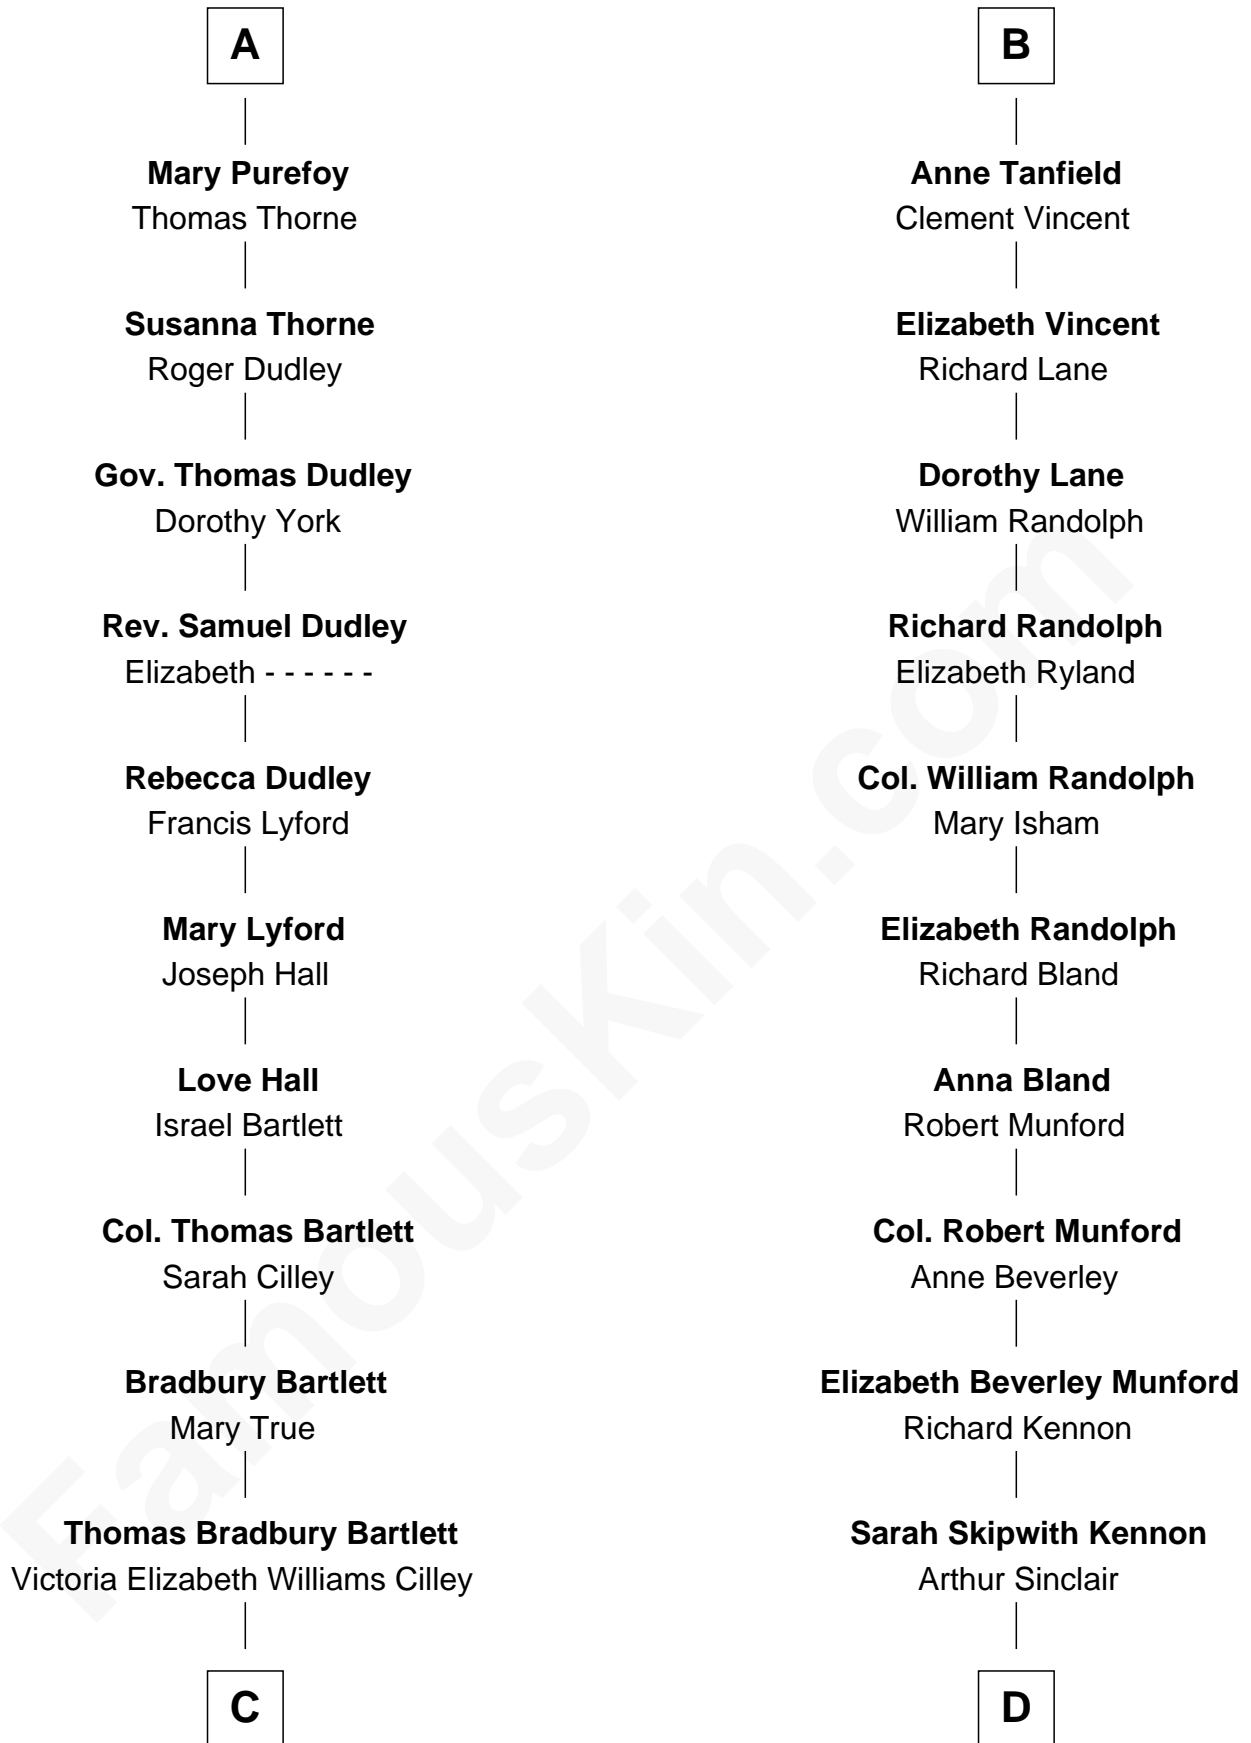 A
Mary Purefoy
Thomas Thorne
Susanna Thorne
Roger Dudley
Gov. Thomas Dudley
Dorothy York
Rev. Samuel Dudley
Elizabeth - - - - - -
Rebecca Dudley
Francis Lyford
Mary Lyford
Joseph Hall
Love Hall
Israel Bartlett
Col. Thomas Bartlett
Sarah Cilley
Bradbury Bartlett
Mary True
Thomas Bradbury Bartlett
Victoria Elizabeth Williams Cilley
C
B
Anne Tanfield
Clement Vincent
Elizabeth Vincent
Richard Lane
Dorothy Lane
William Randolph
Richard Randolph
Elizabeth Ryland
Col. William Randolph
Mary Isham
Elizabeth Randolph
Richard Bland
Anna Bland
Robert Munford
Col. Robert Munford
Anne Beverley
Elizabeth Beverley Munford
Richard Kennon
Sarah Skipwith Kennon
Arthur Sinclair
D
FamousKin.com